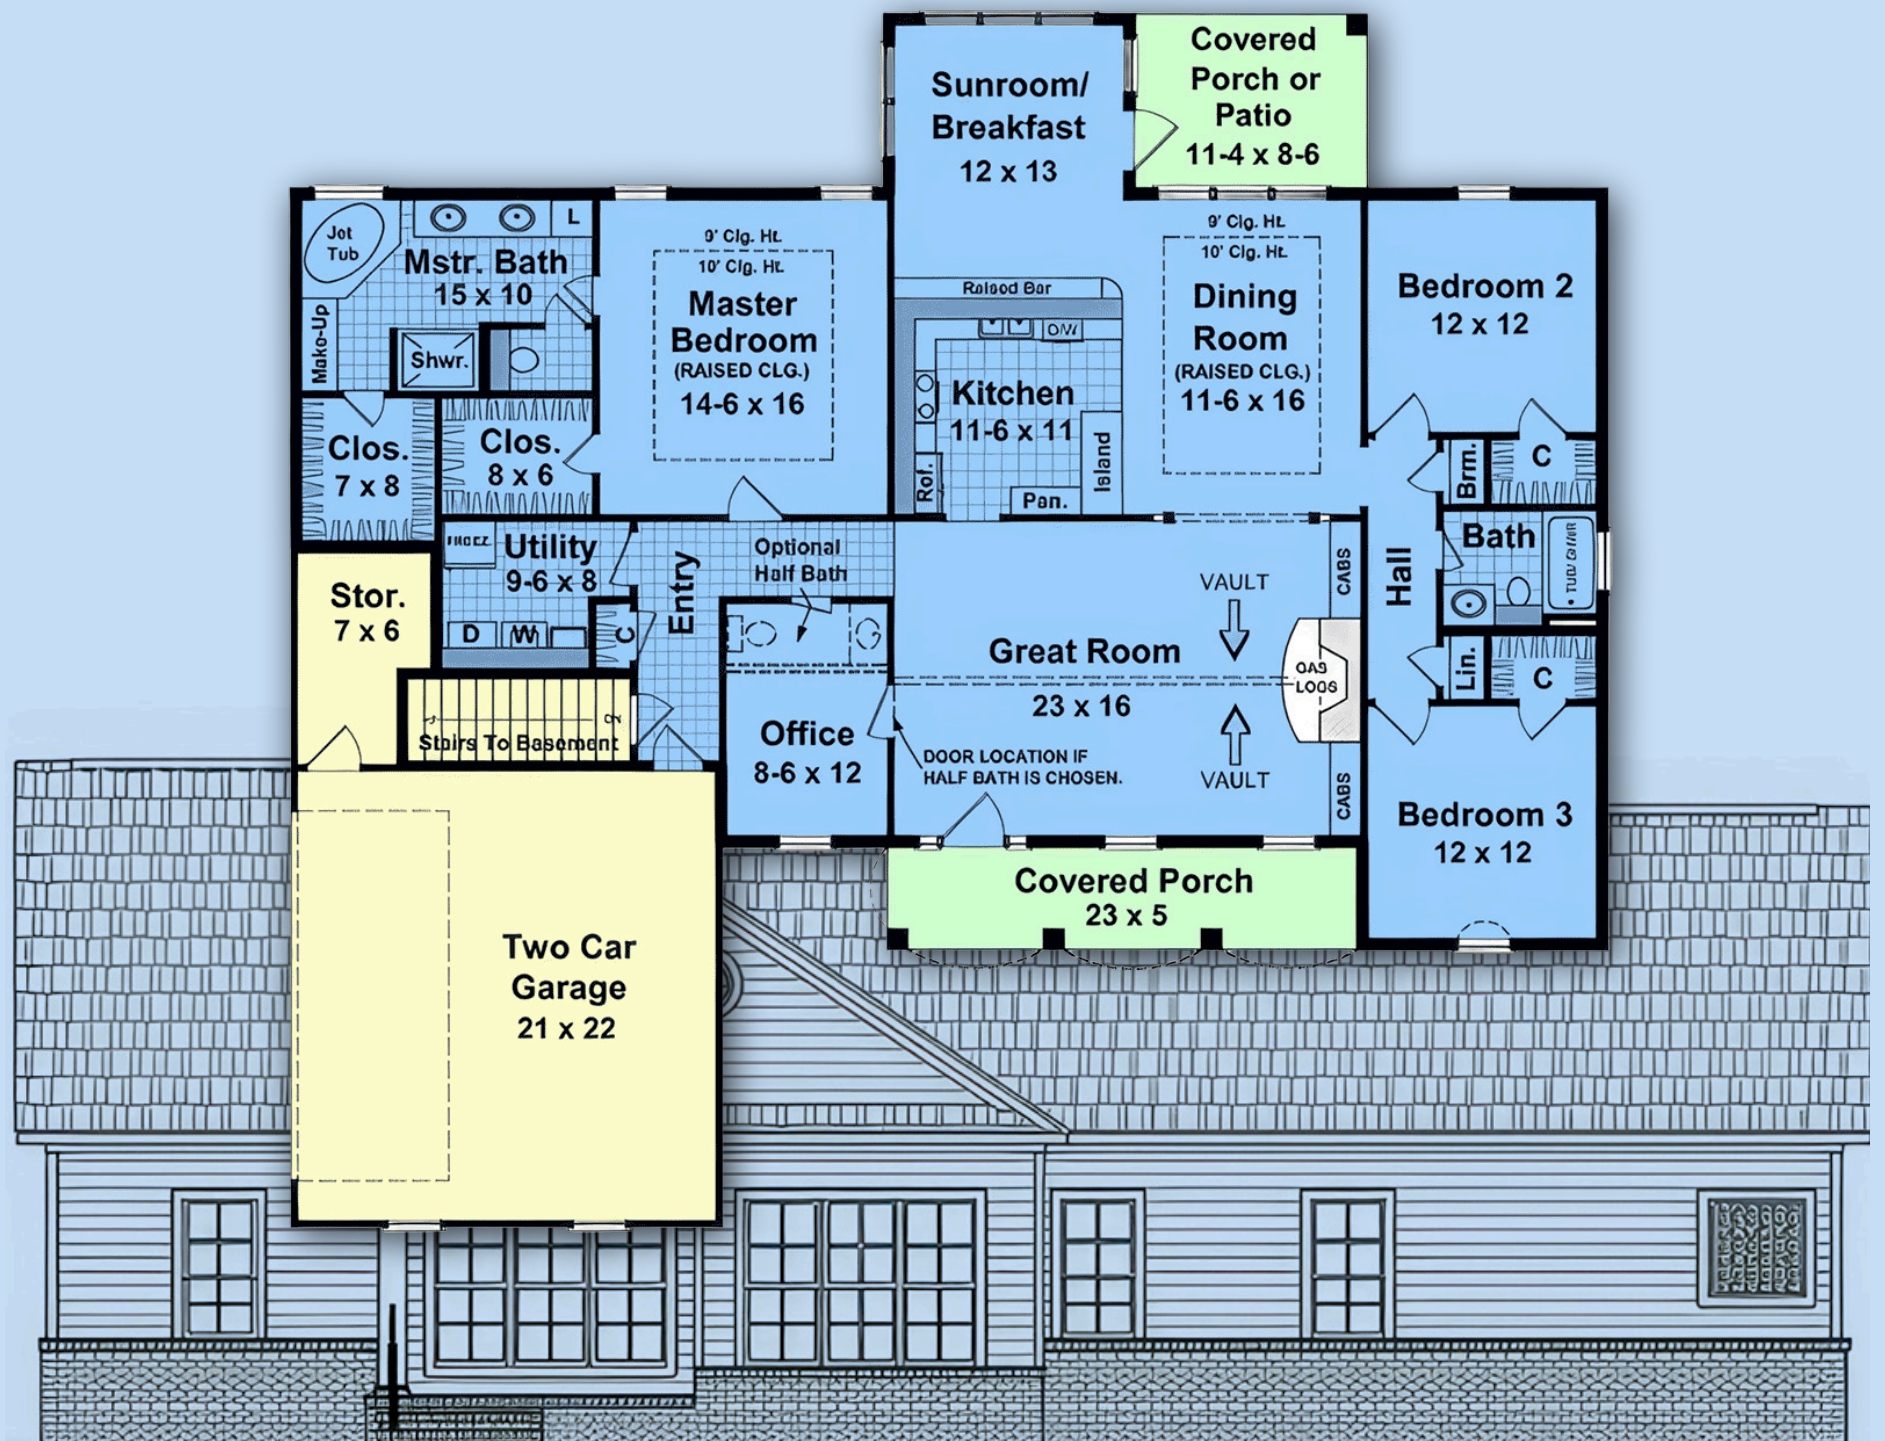 Sunroom/
Breakfast
12 x 13
Covered
Porch or
Patio
11-4 x 8-6
Jet
Tub
L
Mstr. Bath
15 x 10
Make-Up
Shwr.
9' Clg. Ht.
10' Clg. Ht.
Master
Bedroom
(RAISED CLG.)
14-6 x 16
Raised Bar
D/W
Kitchen
11-6 x 11
Ref.
Pan.
Island
9' Clg. Ht.
10' Clg. Ht.
Dining
Room
(RAISED CLG.)
11-6 x 16
Bedroom 2
12 x 12
Clos.
7 x 8
Clos.
8 x 6
Brm.
C
Utility
9-6 x 8
D
W
C
Entry
Optional
Half Bath
Stor.
7 x 6
Stairs To Basement
Office
8-6 x 12
VAULT
Great Room
23 x 16
VAULT
DOOR LOCATION IF
HALF BATH IS CHOSEN.
CABS
GAS
LOGS
CABS
Hall
Bath
Lin.
C
Bedroom 3
12 x 12
Covered Porch
23 x 5
Two Car
Garage
21 x 22